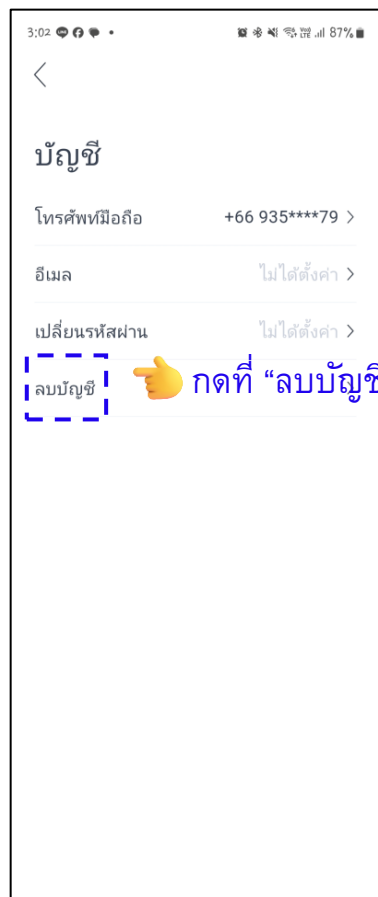 3:02
87%
บัญชี
โทรศัพท์มือถือ +66 935****79 >
อีเมล ไม่ได้ตั้งค่า >
เปลี่ยนรหัสผ่าน ไม่ได้ตั้งค่า >
ลบบัญชี กดที่ “ลบบัญชี